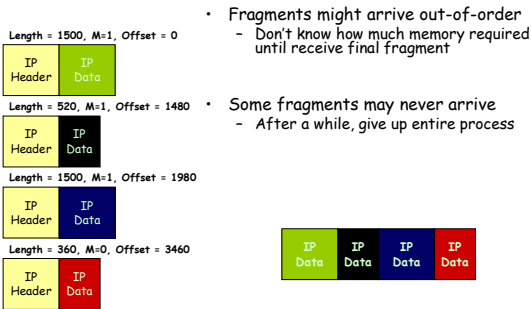 Length = 1500, M=1, Offset = 0
IP IP
Header Data
Length = 520, M=1, Offset = 1480
IP IP
Header Data
Length = 1500, M=1, Offset = 1980
IP IP
Header Data
Length = 360, M=0, Offset = 3460
IP IP
Header Data
• Fragments might arrive out-of-order
– Don't know how much memory required
until receive final fragment
• Some fragments may never arrive
– After a while, give up entire process
IP IP IP IP
Data Data Data Data